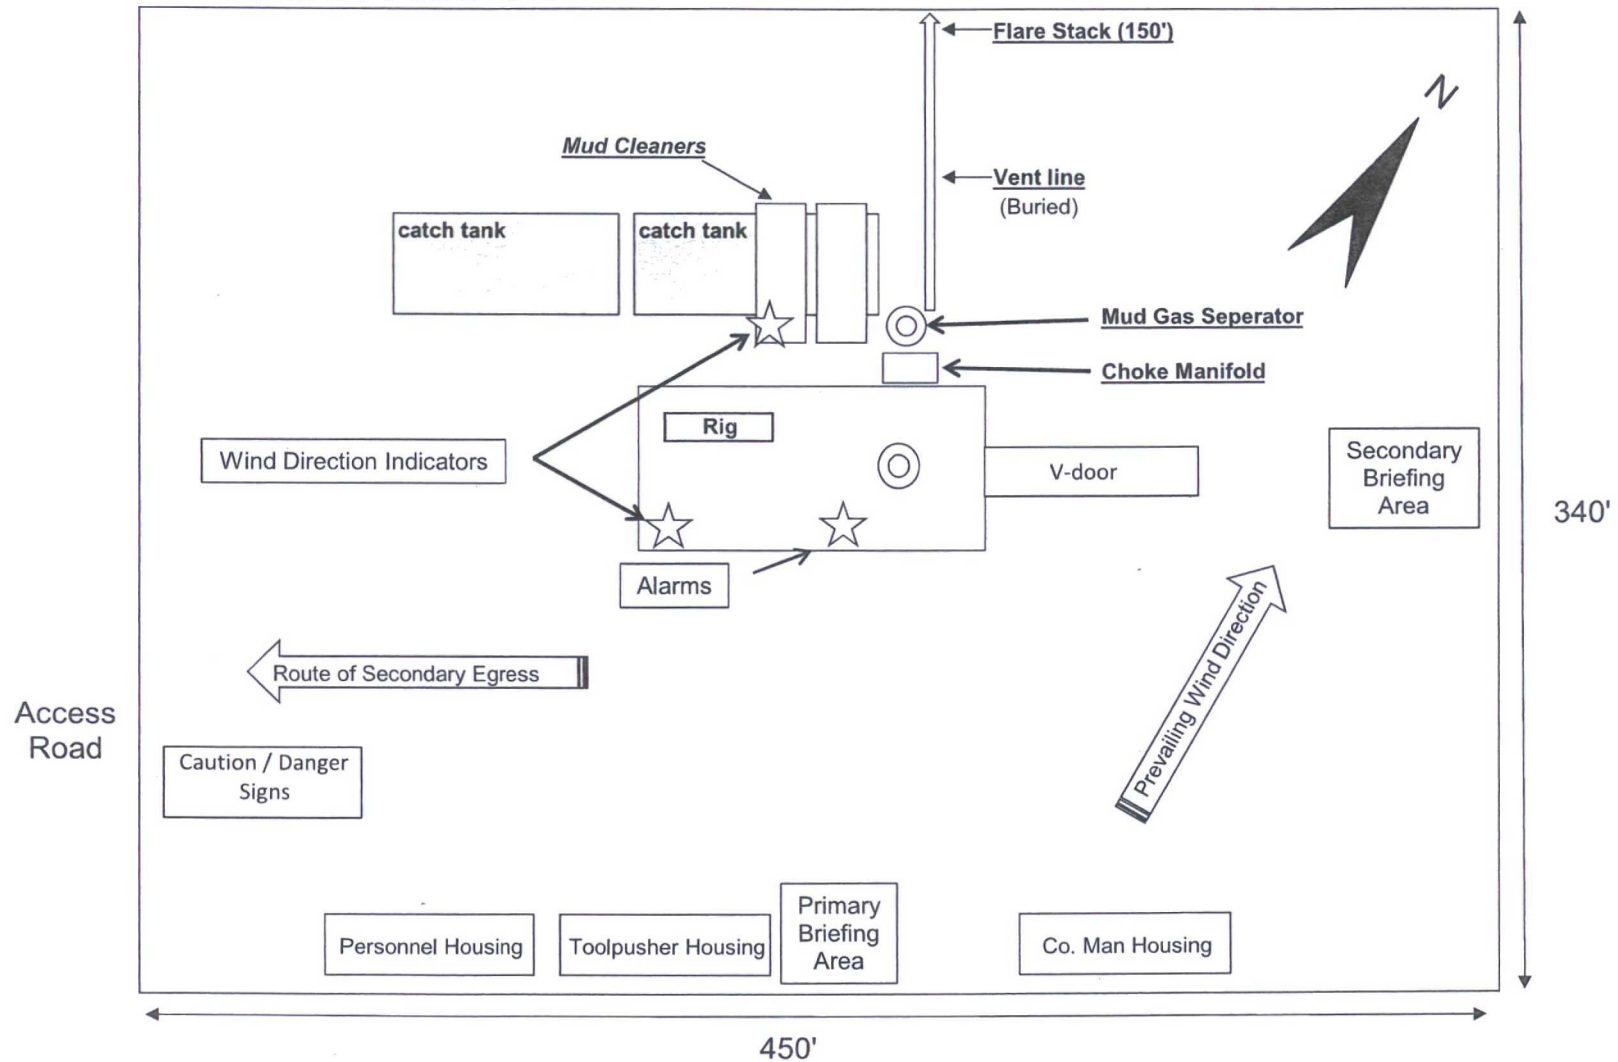 Flare Stack (150')
N
Mud Cleaners
Vent line
(Buried)
catch tank
catch tank
Mud Gas Seperator
Choke Manifold
Rig
Wind Direction Indicators
V-door
Secondary
Briefing
Area
340'
Alarms
Prevailing Wind Direction
Route of Secondary Egress
Access
Road
Caution / Danger
Signs
Primary
Briefing
Area
Personnel Housing
Toolpusher Housing
Co. Man Housing
450'